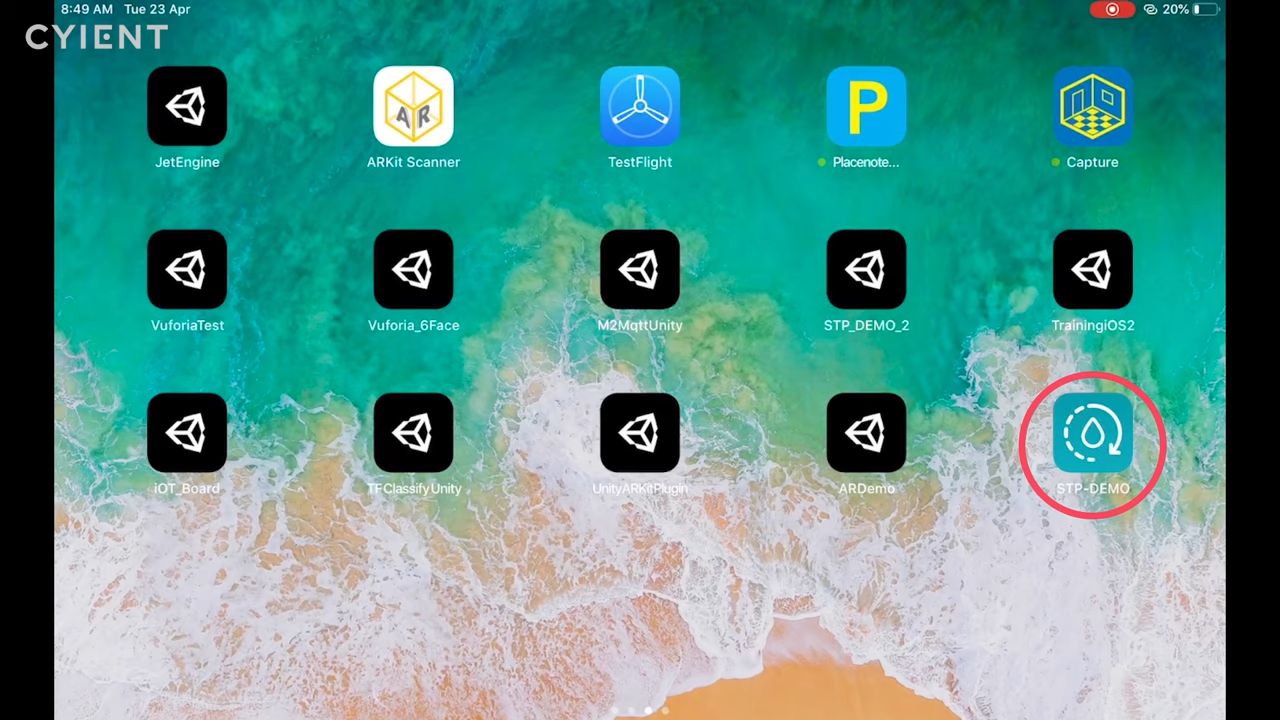 8:49 AM Tue 23 Apr
20%
CYIENT
AR
P
JetEngine
ARKit Scanner
TestFlight
Placenote...
Capture
VuforiaTest
Vuforia_6Face
M2MqttUnity
STP_DEMO_2
TrainingiOS2
iOT_Board
TFClassifyUnity
UnityARKitPlugin
ARDemo
STP-DEMO